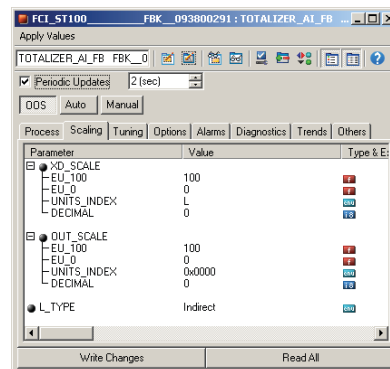 FCI_ST100 FBK__093800291 : TOTALIZER_AI_FB ...
Apply Values
TOTALIZER_AI_FB FBK__0
Periodic Updates 2 (sec)
OOS Auto Manual
Process Scaling Tuning Options Alarms Diagnostics Trends Others
Parameter Value Type & E
XD_SCALE
EU_100 100
EU_0 0
UNITS_INDEX L
DECIMAL 0
OUT_SCALE
EU_100 100
EU_0 0
UNITS_INDEX 0x0000
DECIMAL 0
L_TYPE Indirect
Write Changes Read All